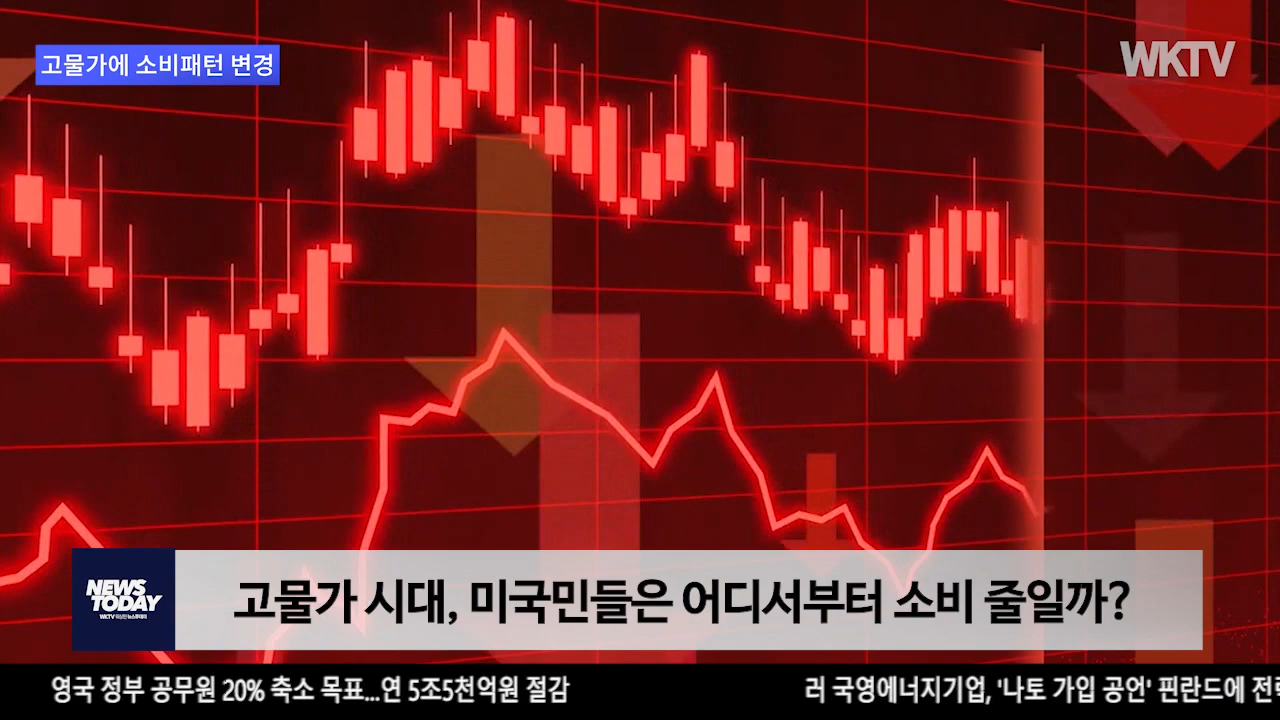 고물가에 소비패턴 변경
WKTV
NEWS
TODAY
고물가 시대, 미국민들은 어디서부터 소비 줄일까?
영국 정부 공무원 20% 축소 목표...연 5조5천억원 절감
러 국영에너지기업, '나토 가입 공언' 핀란드에 전력